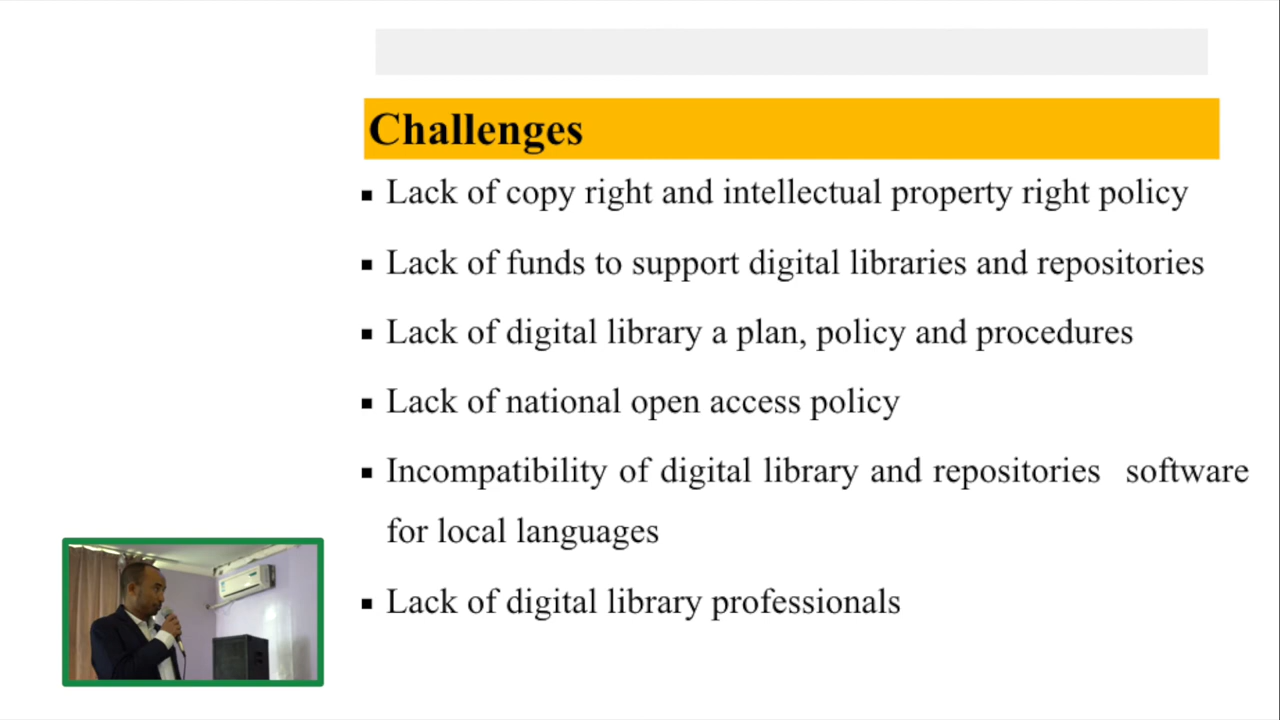 Challenges
▪ Lack of copy right and intellectual property right policy
▪ Lack of funds to support digital libraries and repositories
▪ Lack of digital library a plan, policy and procedures
▪ Lack of national open access policy
▪ Incompatibility of digital library and repositories software
for local languages
▪ Lack of digital library professionals